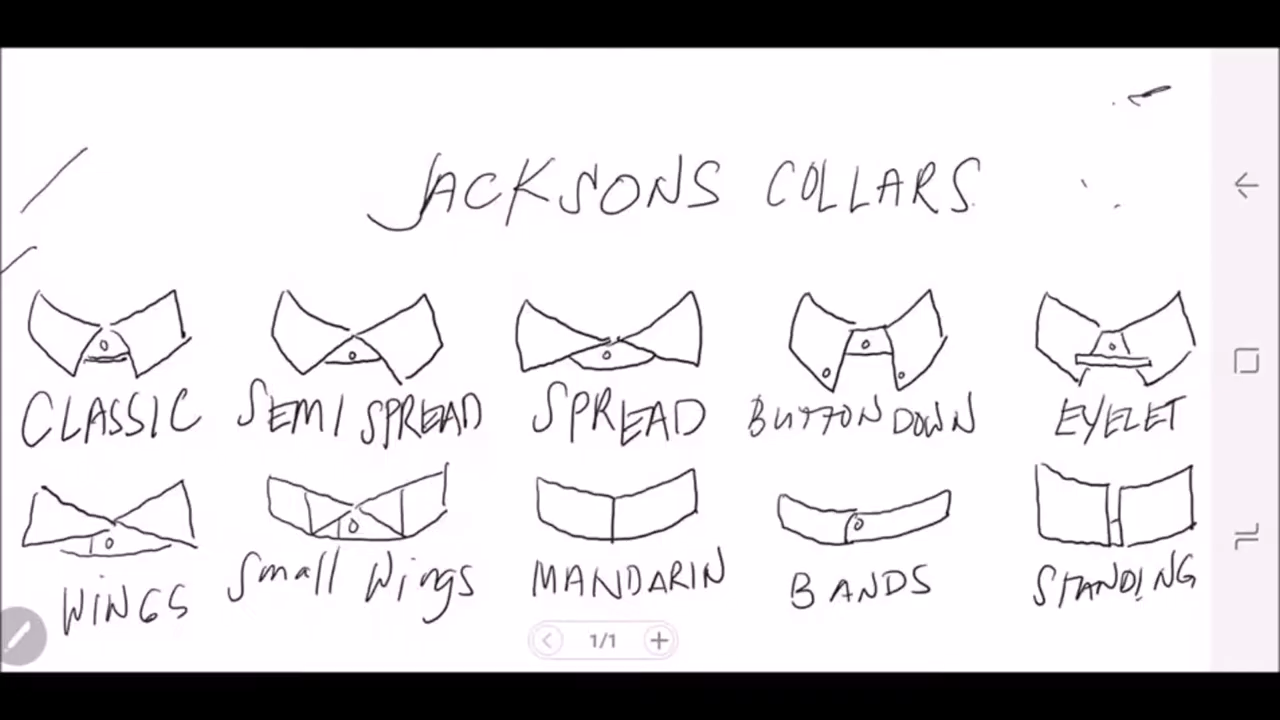 JACKSONS COLLARS
CLASSIC SEMI SPREAD SPREAD BUTTON DOWN EYELET
WINGS Small Wings MANDARIN BANDS STANDING
1/1